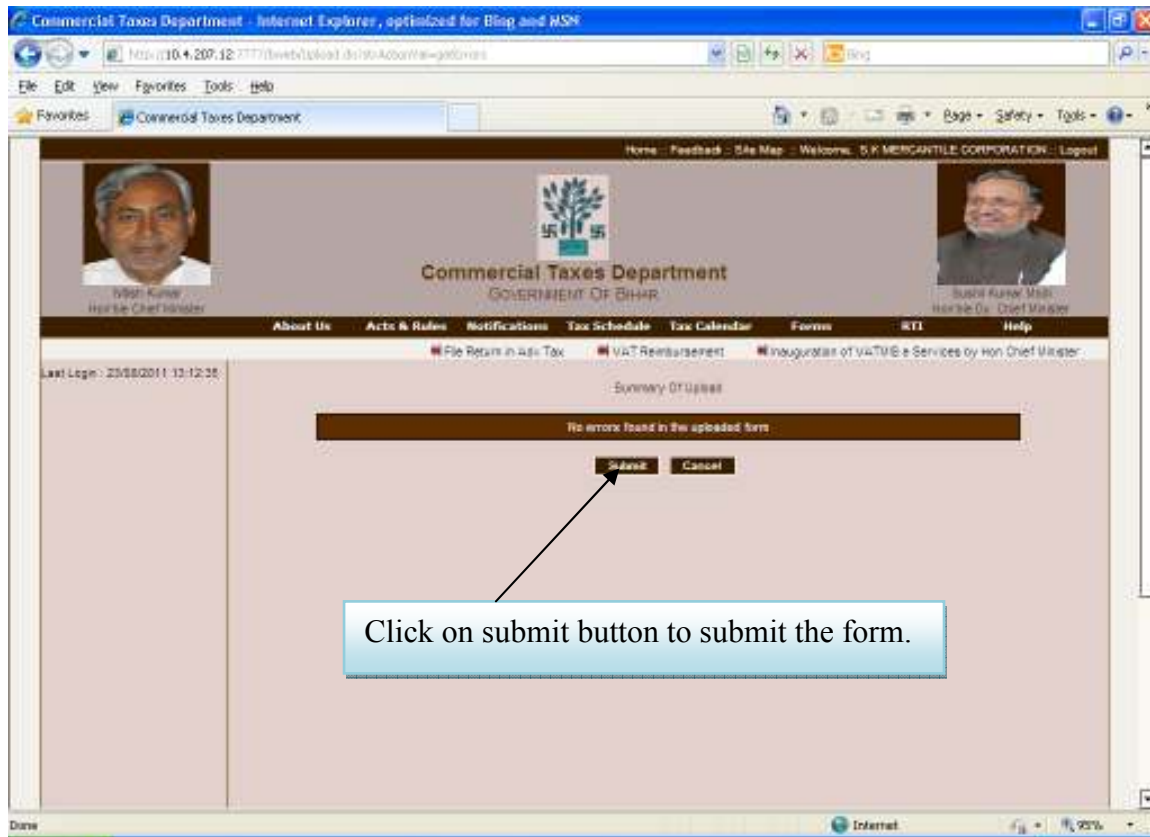 Commercial Taxes Department - Internet Explorer, optimized for Bing and MSN
Bing
File Edit View Favorites Tools Help
Favorites Commercial Taxes Department Page Safety Tools
Home :: Feedback :: Site Map :: Welcome, S.K MERCANTILE CORPORATION :: Logout
Commercial Taxes Department
GOVERNMENT OF BIHAR
Nitish Kumar
Hon'ble Chief Minister
Sushil Kumar Modi
Hon'ble Dy. Chief Minister
About Us Acts & Rules Notifications Tax Schedule Tax Calendar Forms RTI Help
File Return in Adv. Tax VAT Reimbursement Inauguration of VATMIS e Services by Hon Chief Minister
Last Login : 13:12:35
Summary Of Upload
No errors found in the uploaded form
Submit Cancel
Click on submit button to submit the form.
Done Internet